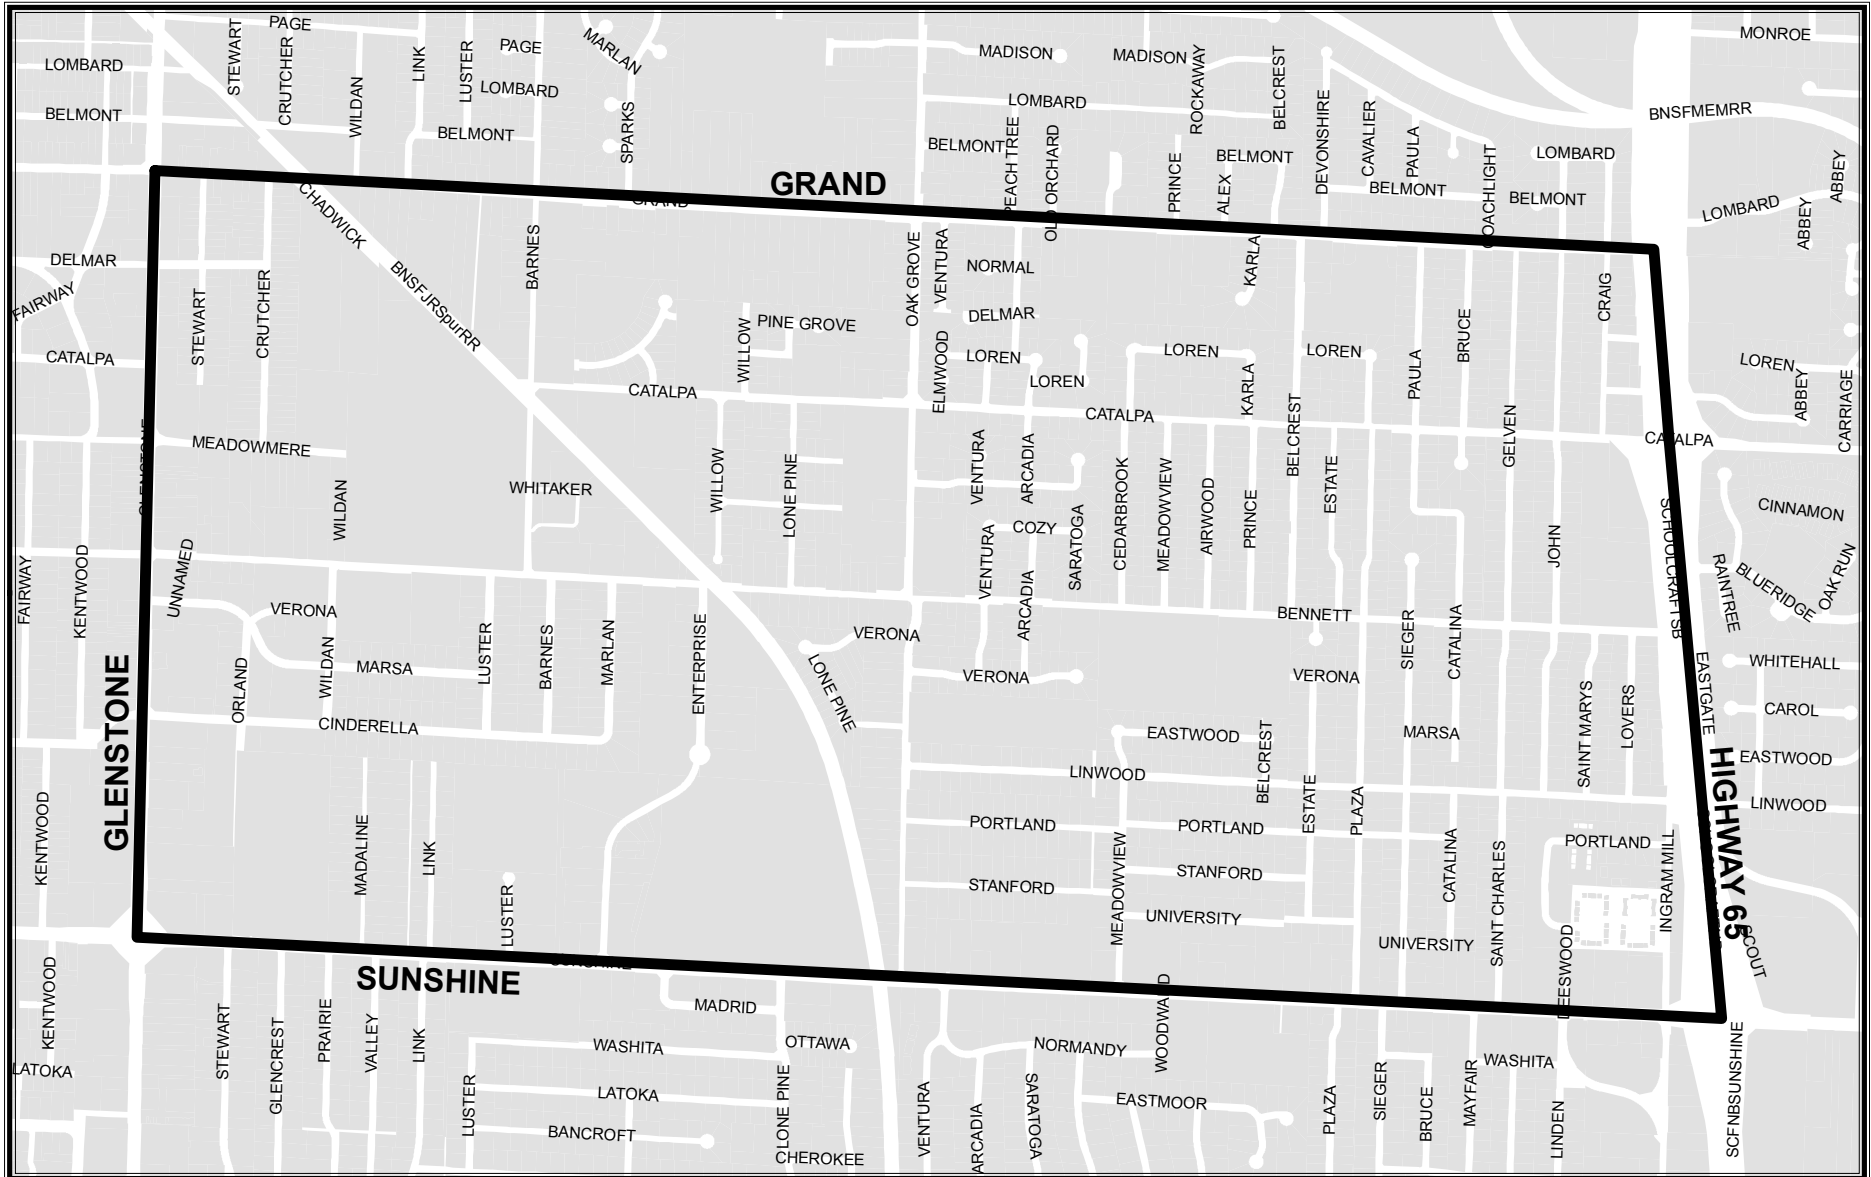 PAGE
STEWART
CRUTCHER
LINK
LUSTER
PAGE
MARLAN
MADISON
MADISON
ROCKAWAY
BELCREST
MONROE
LOMBARD
WILDAN
LOMBARD
SPARKS
LOMBARD
DEVONSHIRE
CAVALIER
PAULA
BNSFMEMRR
BELMONT
BELMONT
BELMONT
PEACH TREE
OLD ORCHARD
PRINCE
ALEX
BELMONT
BELMONT
COACHLIGHT
LOMBARD
BELMONT
ABBEY
LOMBARD
ABBEY
GRAND
GRAND
CHADWICK
BNSFJRSpurRR
BARNES
OAK GROVE
VENTURA
NORMAL
KARLA
DELMAR
FAIRWAY
STEWART
CRUTCHER
WILLOW
PINE GROVE
DELMAR
BRUCE
CRAIG
CATALPA
ELMWOOD
LOREN
LOREN
LOREN
LOREN
KARLA
PAULA
LOREN
ABBEY
CARRIAGE
CATALPA
CATALPA
BELCREST
GELVEN
CATALPA
GLENSTONE
MEADOWMERE
WILDAN
WHITAKER
WILLOW
LONE PINE
VENTURA
ARCADIA
CEDARBROOK
MEADOWVIEW
AIRWOOD
PRINCE
ESTATE
JOHN
SCHOOLCRAFT SB
CINNAMON
COZY
SARATOGA
VENTURA
ARCADIA
FAIRWAY
KENTWOOD
UNNAMED
RAINTREE
BLUERIDGE
OAK RUN
VERONA
WILDAN
ORLAND
MARSA
LUSTER
BARNES
MARLAN
ENTERPRISE
LONE PINE
VERONA
VERONA
BENNETT
VERONA
SIEGER
CATALINA
EASTGATE
WHITEHALL
CINDERELLA
EASTWOOD
BELCREST
MARSA
SAINT MARYS
LOVERS
CAROL
EASTWOOD
GLENSTONE
LINWOOD
HIGHWAY 65
LINWOOD
KENTWOOD
MADALINE
LINK
LUSTER
PORTLAND
PORTLAND
ESTATE
PLAZA
CATALINA
SAINT CHARLES
PORTLAND
INGRAM MILL
STANFORD
MEADOWVIEW
STANFORD
UNIVERSITY
UNIVERSITY
DEESWOOD
SCOUT
SUNSHINE
SUNSHINE
KENTWOOD
STEWART
GLENCREST
PRAIRIE
VALLEY
LINK
MADRID
WOODWARD
WASHITA
OTTAWA
NORMANDY
WASHITA
LATOKA
LUSTER
LATOKA
LONE PINE
VENTURA
ARCADIA
SARATOGA
EASTMOOR
PLAZA
SIEGER
BRUCE
MAYFAIR
LINDEN
SCFNBSUNSHINE
BANCROFT
CHEROKEE